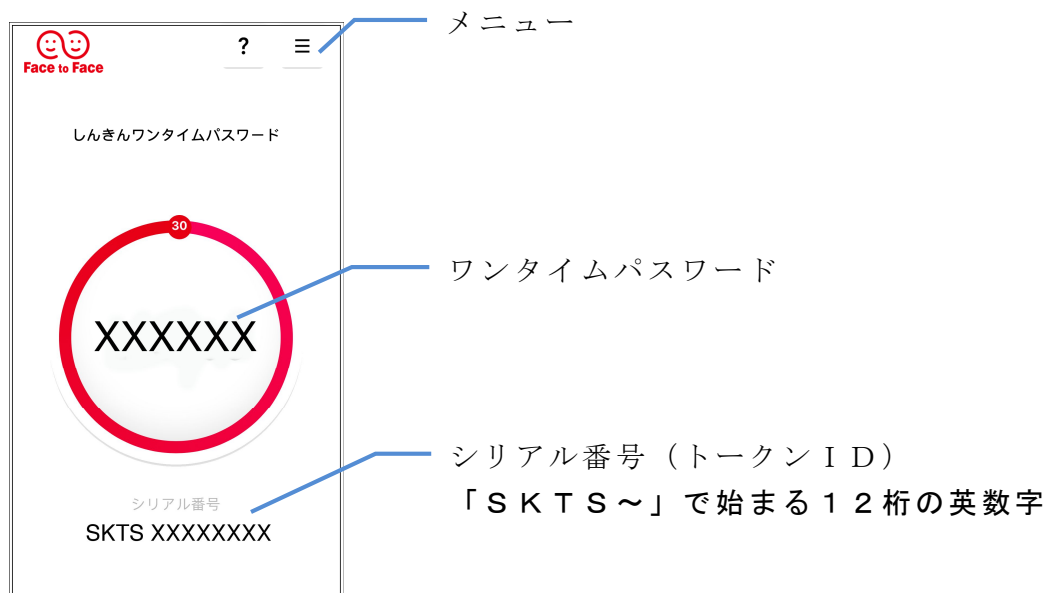 メニュー
? ☰
Face to Face
しんきんワンタイムパスワード
30
ワンタイムパスワード
XXXXXX
シリアル番号（トークンＩＤ）
「ＳＫＴＳ～」で始まる１２桁の英数字
シリアル番号
SKTS XXXXXXXX